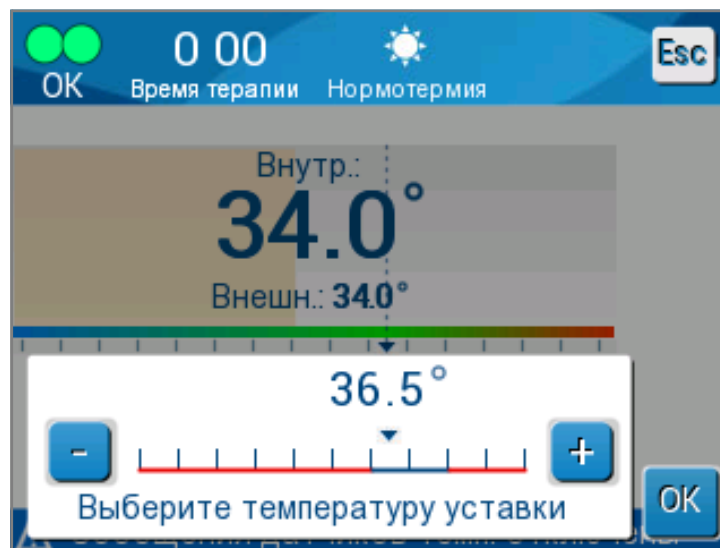 0 00
Esc
OK Время терапии Нормотермия
Внутр.:
34.0°
Внешн.: 34.0°
36.5°
- +
Выберите температуру уставки
OK